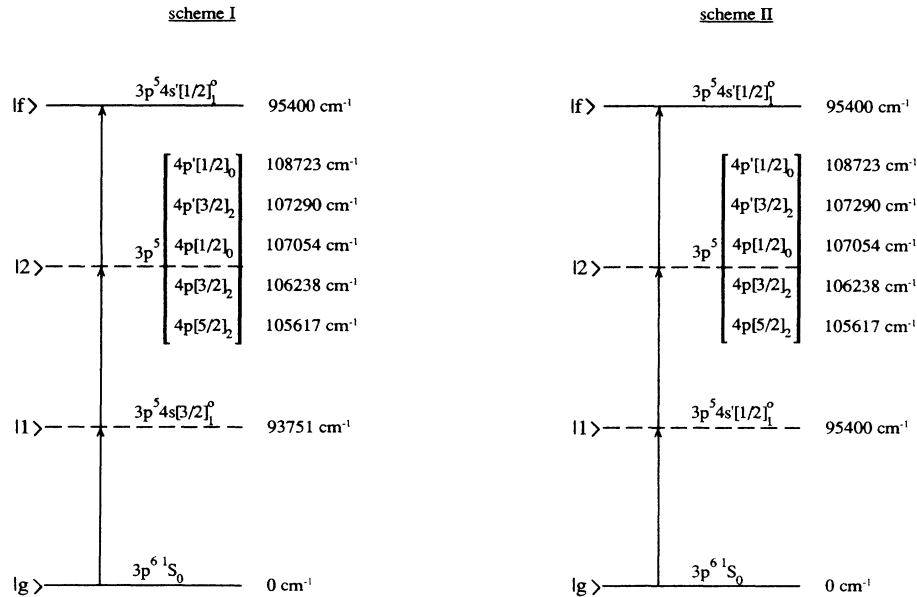 scheme I
|f> 3p⁵4s'[1/2]₁° 95400 cm⁻¹
4p'[1/2]₀ 108723 cm⁻¹
4p'[3/2]₂ 107290 cm⁻¹
3p⁵ 4p[1/2]₀ 107054 cm⁻¹
|2>
4p[3/2]₂ 106238 cm⁻¹
4p[5/2]₂ 105617 cm⁻¹
|1> 3p⁵4s[3/2]₁° 93751 cm⁻¹
|g> 3p⁶ ¹S₀ 0 cm⁻¹
scheme II
|f> 3p⁵4s'[1/2]₁° 95400 cm⁻¹
4p'[1/2]₀ 108723 cm⁻¹
4p'[3/2]₂ 107290 cm⁻¹
3p⁵ 4p[1/2]₀ 107054 cm⁻¹
|2>
4p[3/2]₂ 106238 cm⁻¹
4p[5/2]₂ 105617 cm⁻¹
|1> 3p⁵4s'[1/2]₁° 95400 cm⁻¹
|g> 3p⁶ ¹S₀ 0 cm⁻¹